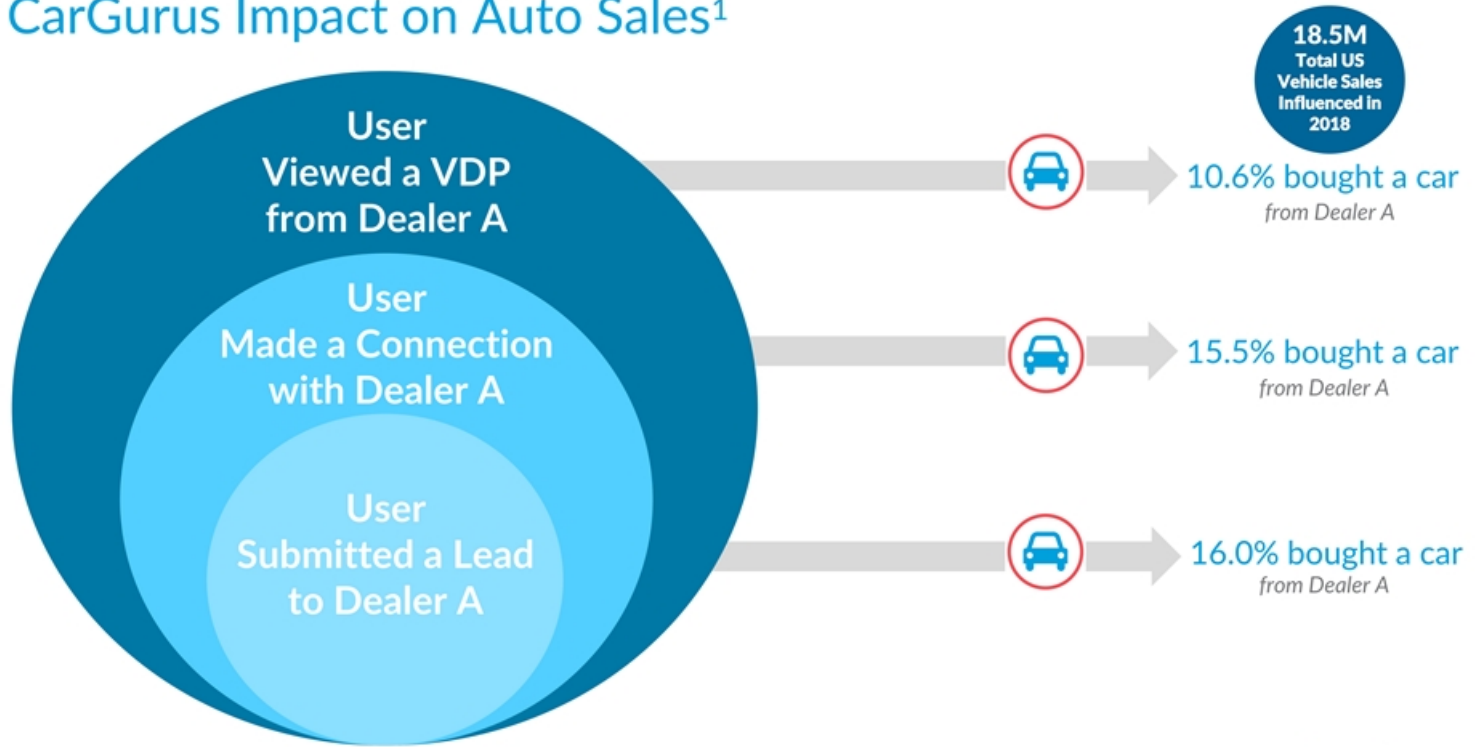 CarGurus Impact on Auto Sales¹
User
Viewed a VDP
from Dealer A
User
Made a Connection
with Dealer A
User
Submitted a Lead
to Dealer A
18.5M
Total US
Vehicle Sales
Influenced in
2018
10.6% bought a car
from Dealer A
15.5% bought a car
from Dealer A
16.0% bought a car
from Dealer A